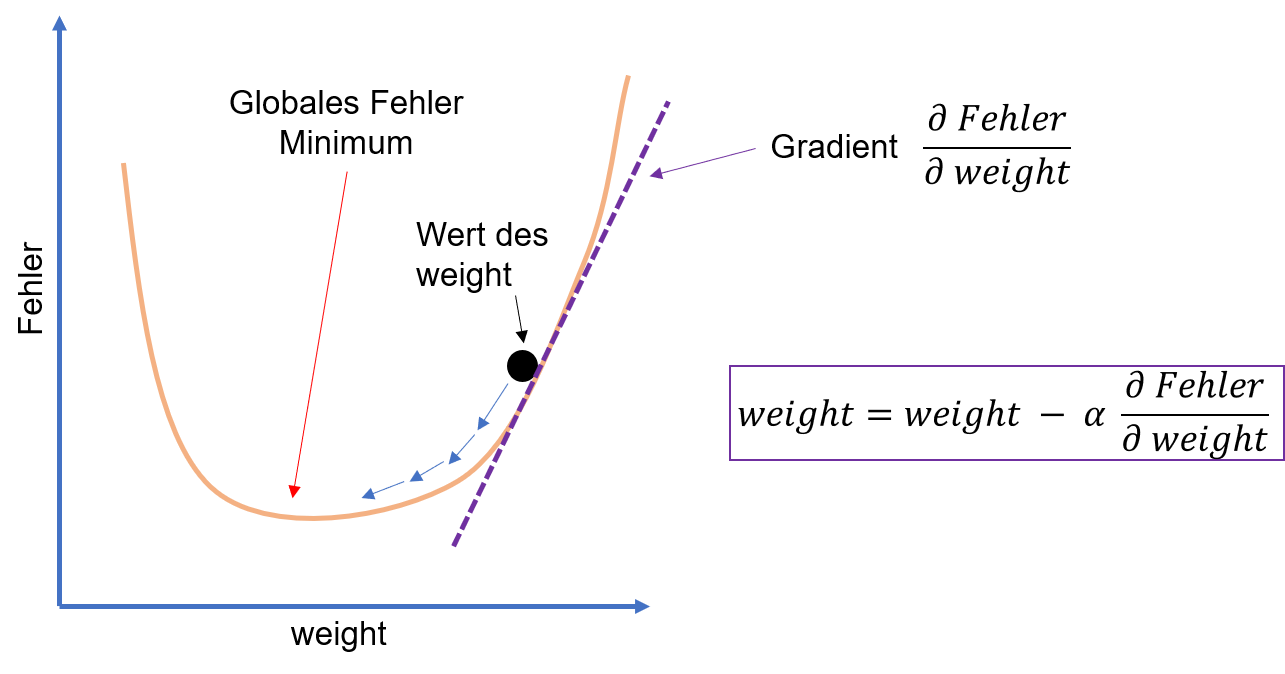 Globales Fehler
Minimum
Wert des
weight
Gradient ∂ Fehler / ∂ weight
Fehler
weight = weight − α ∂ Fehler / ∂ weight
weight